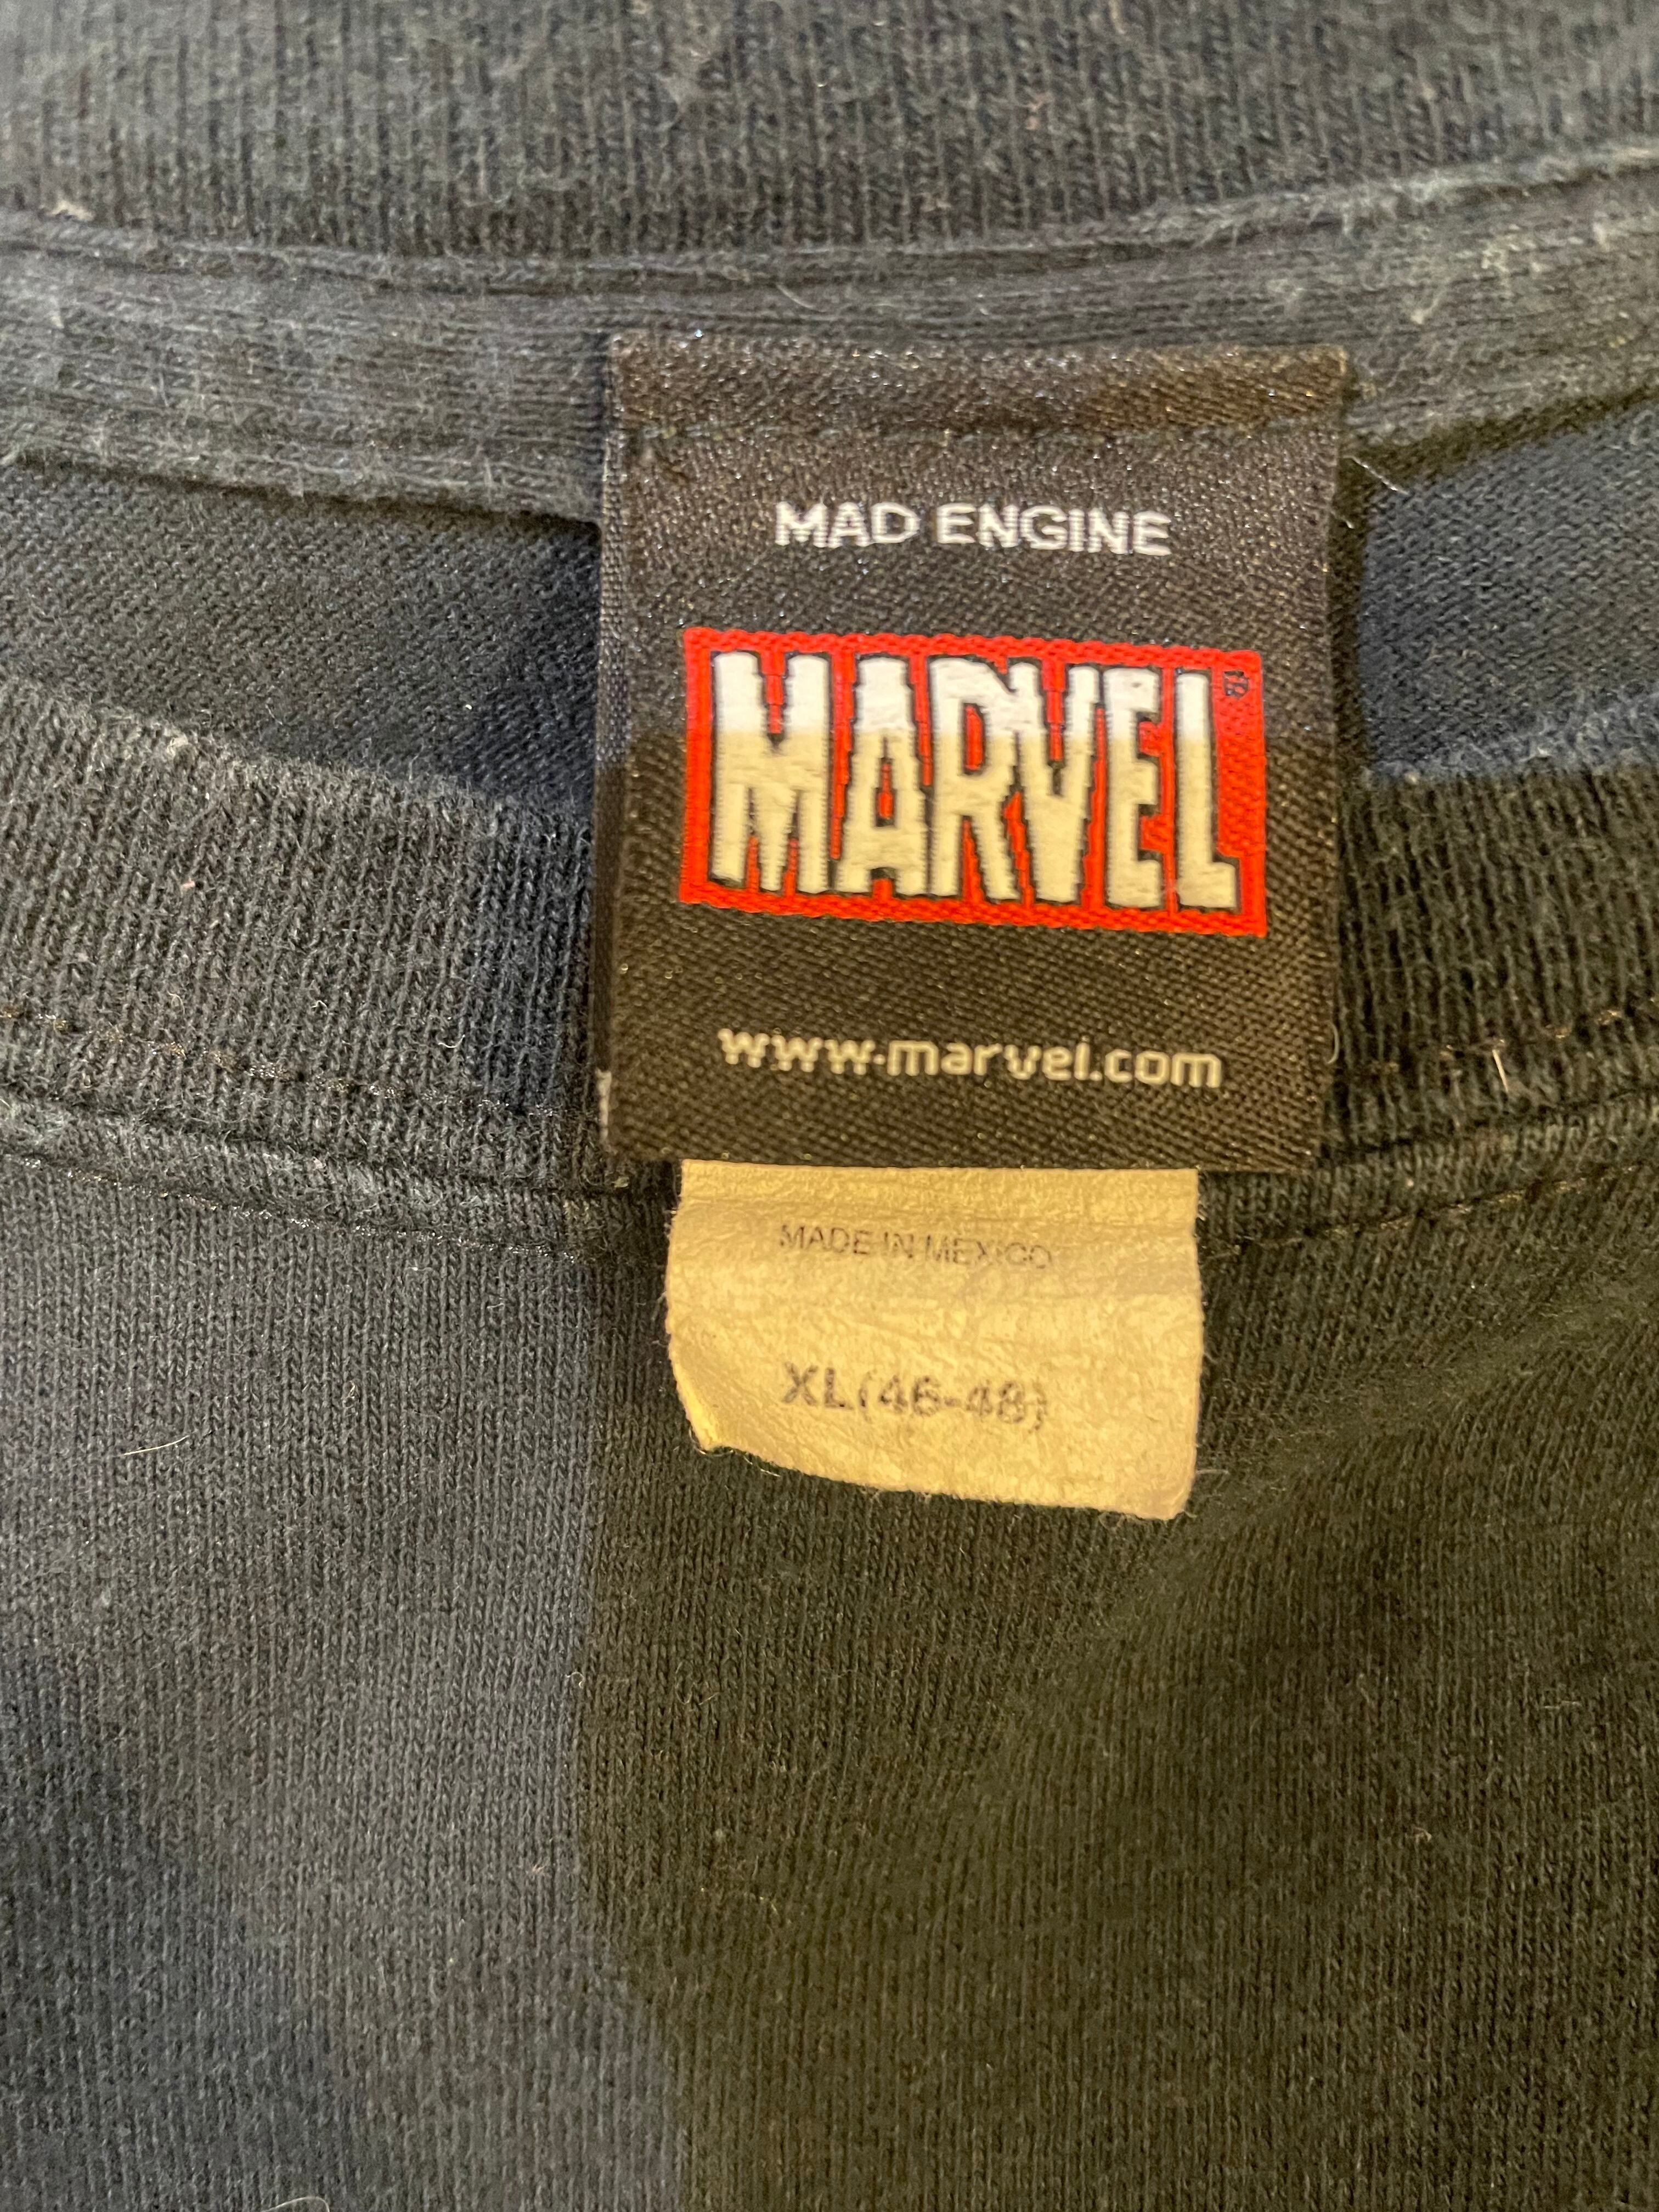 MAD ENGINE
MARVEL
www.marvel.com
MADE IN MEXICO
XL(46-48)